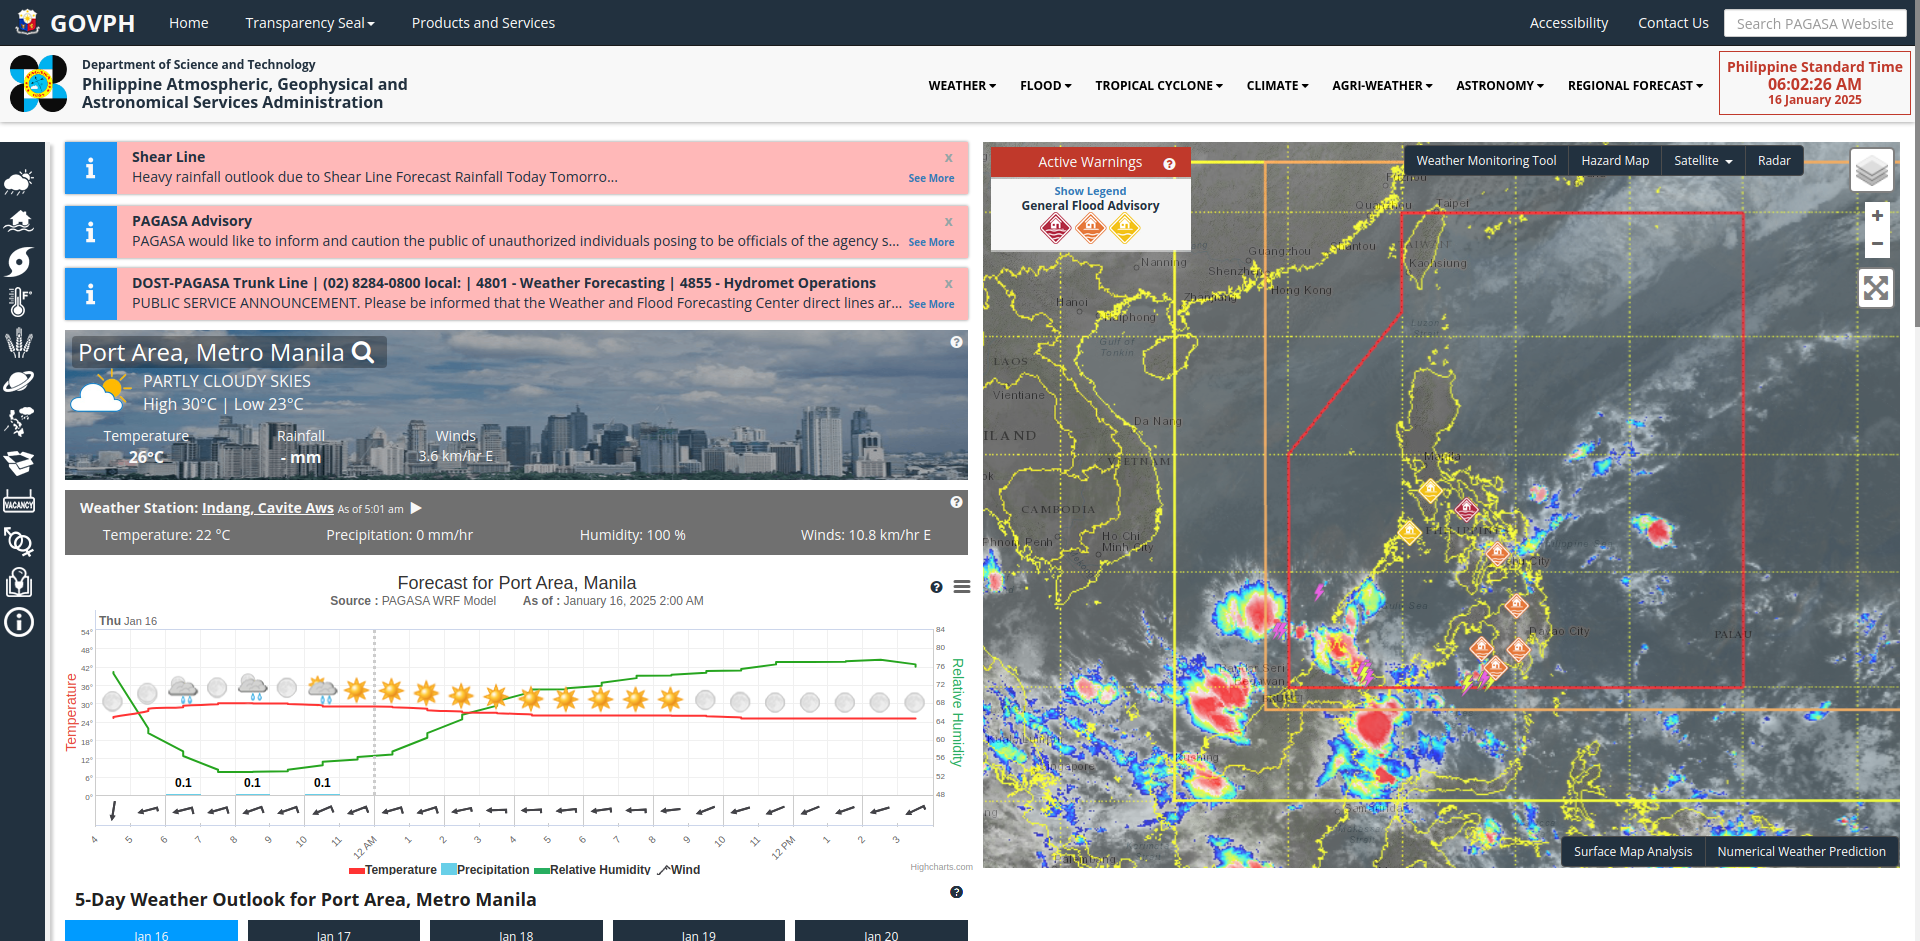 GOVPH
Home
Transparency Seal
Products and Services
Accessibility
Contact Us
Search PAGASA Website
Department of Science and Technology
Philippine Atmospheric, Geophysical and
Astronomical Services Administration
WEATHER
FLOOD
TROPICAL CYCLONE
CLIMATE
AGRI-WEATHER
ASTRONOMY
REGIONAL FORECAST
Philippine Standard Time
06:02:26 AM
16 January 2025
VACANCY
Shear Line
x
Heavy rainfall outlook due to Shear Line Forecast Rainfall Today Tomorro...
See More
PAGASA Advisory
x
PAGASA would like to inform and caution the public of unauthorized individuals posing to be officials of the agency s...
See More
DOST-PAGASA Trunk Line | (02) 8284-0800 local: | 4801 - Weather Forecasting | 4855 - Hydromet Operations
x
PUBLIC SERVICE ANNOUNCEMENT. Please be informed that the Weather and Flood Forecasting Center direct lines ar...
See More
Port Area, Metro Manila
PARTLY CLOUDY SKIES
High 30°C | Low 23°C
Temperature
Rainfall
Winds
26°C
- mm
3.6 km/hr E
Weather Station: Indang, Cavite Aws As of 5:01 am
Temperature: 22 °C
Precipitation: 0 mm/hr
Humidity: 100 %
Winds: 10.8 km/hr E
Forecast for Port Area, Manila
Source : PAGASA WRF Model As of : January 16, 2025 2:00 AM
Thu Jan 16
Temperature
54°
48°
42°
36°
30°
24°
18°
12°
6°
0°
84
80
76
72
68
64
60
56
52
48
Relative Humidity
0.1
0.1
0.1
4
5
6
7
8
9
10
11
12 AM
1
2
3
4
5
6
7
8
9
10
11
12 PM
1
2
3
Temperature
Precipitation
Relative Humidity
Wind
Highcharts.com
5-Day Weather Outlook for Port Area, Metro Manila
Jan 16
Jan 17
Jan 18
Jan 19
Jan 20
Active Warnings
Show Legend
General Flood Advisory
Weather Monitoring Tool
Hazard Map
Satellite
Radar
+
−
Taipei
TAIWAN
Kaohsiung
Guangzhou
Shantou
Nanning
Shenzhen
Hong Kong
Zhanjiang
Hanoi
Haiphong
Gulf of
Tonkin
LAOS
Vientiane
Da Nang
ILAND
VIETNAM
CAMBODIA
Phnom Penh
Ho Chi
Minh City
Manila
Davao City
PALAU
Bandar Seri
Begawan
Kuching
Surface Map Analysis
Numerical Weather Prediction